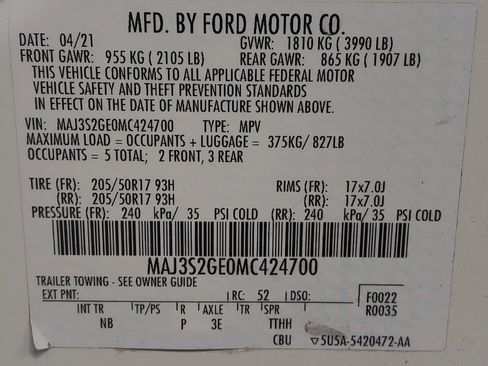 MFD. BY FORD MOTOR CO.
DATE: 04/21 GVWR: 1810 KG ( 3990 LB)
FRONT GAWR: 955 KG ( 2105 LB) REAR GAWR: 865 KG ( 1907 LB)
THIS VEHICLE CONFORMS TO ALL APPLICABLE FEDERAL MOTOR
VEHICLE SAFETY AND THEFT PREVENTION STANDARDS
IN EFFECT ON THE DATE OF MANUFACTURE SHOWN ABOVE.
VIN: MAJ3S2GE0MC424700 TYPE: MPV
MAXIMUM LOAD = OCCUPANTS + LUGGAGE = 375KG/ 827LB
OCCUPANTS = 5 TOTAL; 2 FRONT, 3 REAR
TIRE (FR): 205/50R17 93H RIMS (FR): 17x7.0J
(RR): 205/50R17 93H (RR): 17x7.0J
PRESSURE (FR): 240 kPa/ 35 PSI COLD (RR): 240 kPa/ 35 PSI COLD
MAJ3S2GE0MC424700
TRAILER TOWING - SEE OWNER GUIDE
EXT PNT: RC: 52 DSO: F0022
R0035
INT TR TP/PS R AXLE TR SPR
NB P 3E TTHH
CBU ▽5U5A-5420472-AA